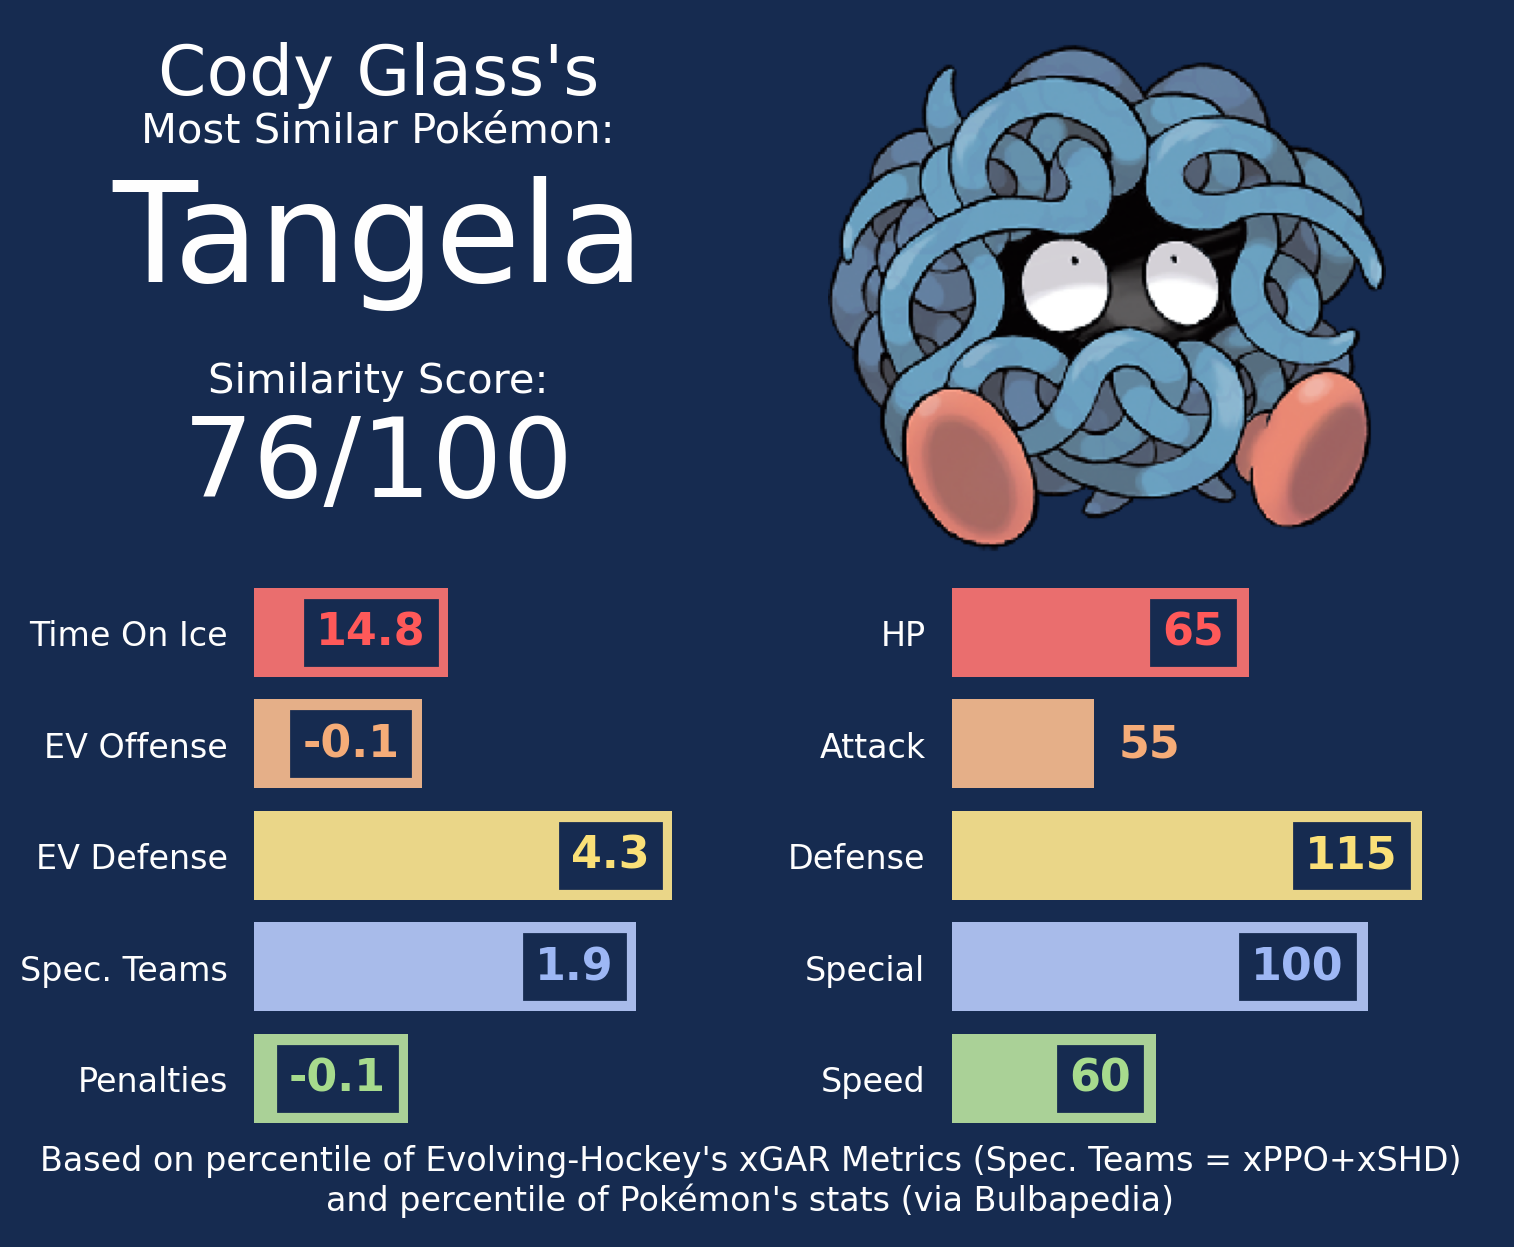 Cody Glass's
Most Similar Pokémon:
Tangela
Similarity Score:
76/100
Time On Ice 14.8
EV Offense -0.1
EV Defense 4.3
Spec. Teams 1.9
Penalties -0.1
HP 65
Attack 55
Defense 115
Special 100
Speed 60
Based on percentile of Evolving-Hockey's xGAR Metrics (Spec. Teams = xPPO+xSHD)
and percentile of Pokémon's stats (via Bulbapedia)